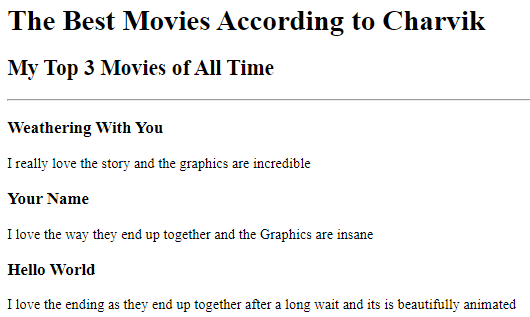 The Best Movies According to Charvik
My Top 3 Movies of All Time
Weathering With You
I really love the story and the graphics are incredible
Your Name
I love the way they end up together and the Graphics are insane
Hello World
I love the ending as they end up together after a long wait and its is beautifully animated